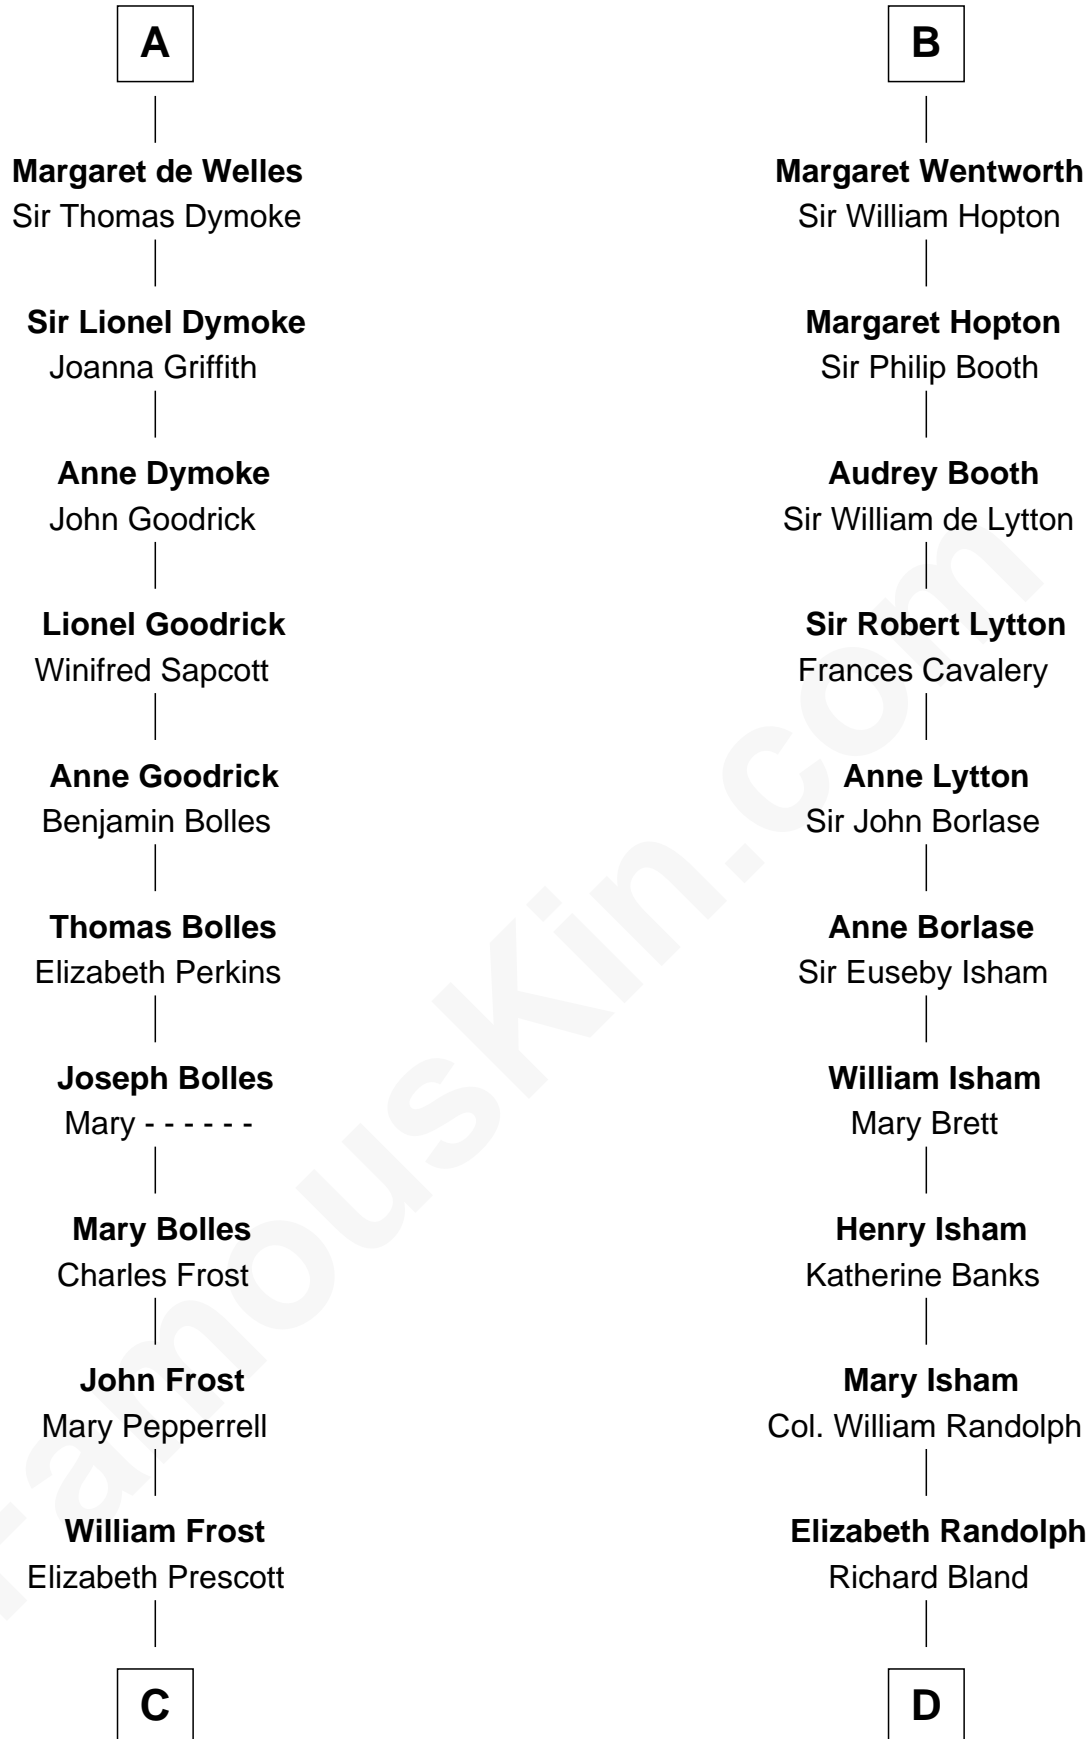 A
Margaret de Welles
Sir Thomas Dymoke
Sir Lionel Dymoke
Joanna Griffith
Anne Dymoke
John Goodrick
Lionel Goodrick
Winifred Sapcott
Anne Goodrick
Benjamin Bolles
Thomas Bolles
Elizabeth Perkins
Joseph Bolles
Mary - - - - - -
Mary Bolles
Charles Frost
John Frost
Mary Pepperrell
William Frost
Elizabeth Prescott
C
B
Margaret Wentworth
Sir William Hopton
Margaret Hopton
Sir Philip Booth
Audrey Booth
Sir William de Lytton
Sir Robert Lytton
Frances Cavalery
Anne Lytton
Sir John Borlase
Anne Borlase
Sir Euseby Isham
William Isham
Mary Brett
Henry Isham
Katherine Banks
Mary Isham
Col. William Randolph
Elizabeth Randolph
Richard Bland
D
FamousKin.com